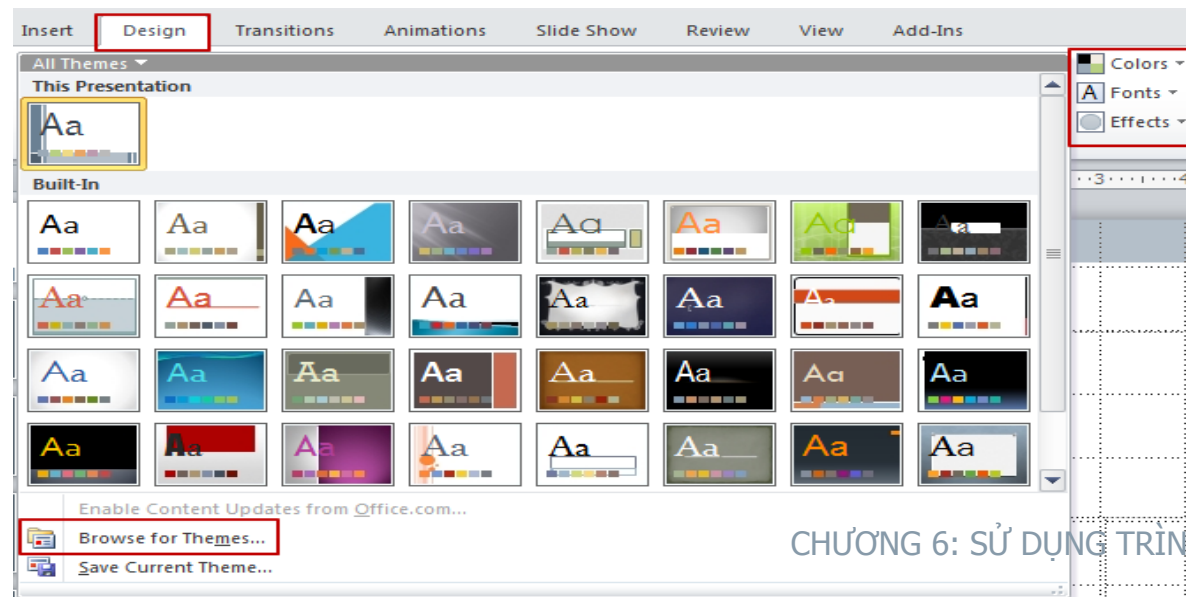 Insert Design Transitions Animations Slide Show Review View Add-Ins
All Themes
This Presentation
Aa
Built-In
Aa Aa Aa Aa Aa Aa Aa Aa
Aa Aa Aa Aa Aa Aa Aa Aa
Aa Aa Aa Aa Aa Aa Aa Aa
Aa Aa Aa Aa Aa Aa Aa Aa
Enable Content Updates from Office.com...
Browse for Themes...
Save Current Theme...
Colors
A Fonts
Effects
3 4
CHƯƠNG 6: SỬ DỤNG TRÌN